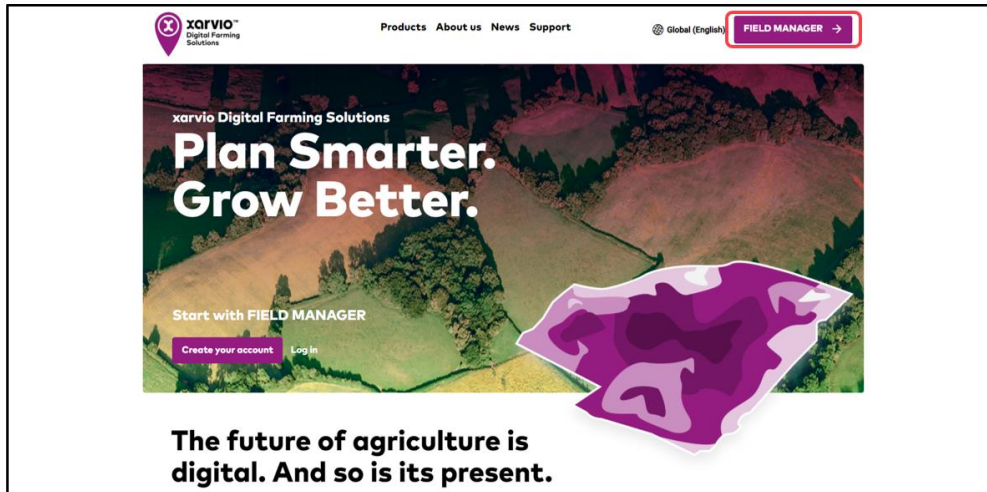 xarvio™
Digital Farming
Solutions
Products About us News Support
Global (English)
FIELD MANAGER →
xarvio Digital Farming Solutions
Plan Smarter.
Grow Better.
Start with FIELD MANAGER
Create your account Log in
The future of agriculture is
digital. And so is its present.